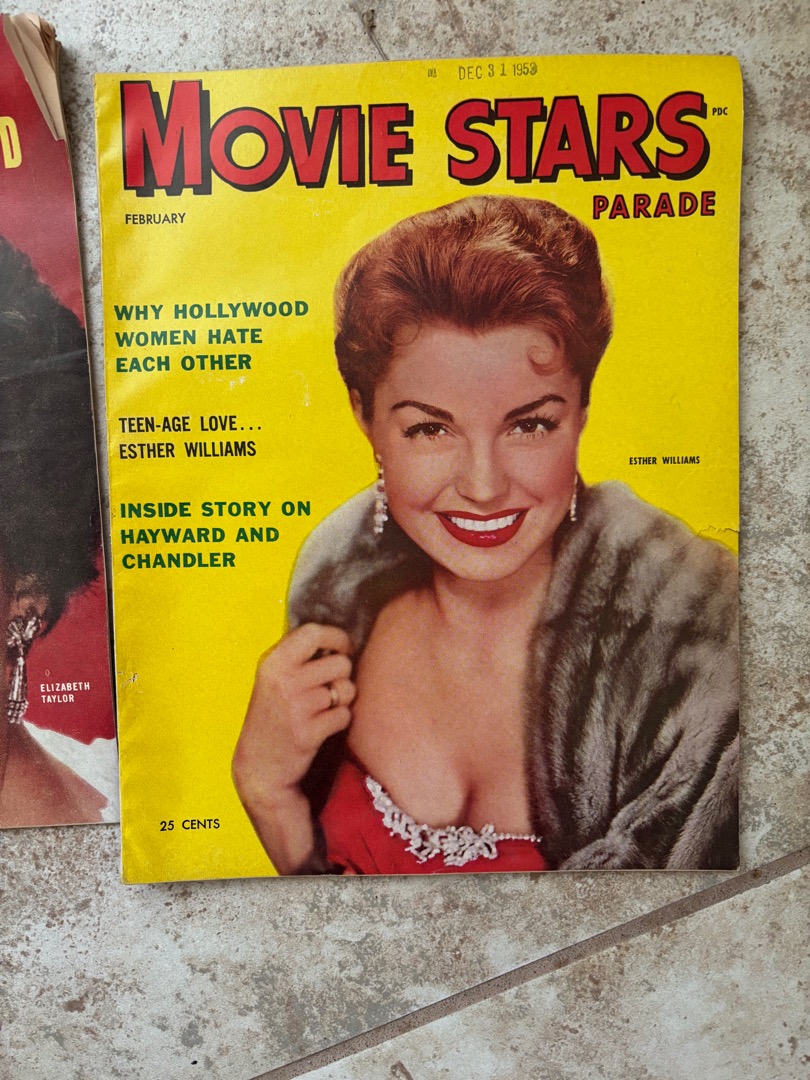 DEC 31 1953
MOVIE STARS
PDC
PARADE
FEBRUARY
WHY HOLLYWOOD
WOMEN HATE
EACH OTHER
TEEN-AGE LOVE...
ESTHER WILLIAMS
INSIDE STORY ON
HAYWARD AND
CHANDLER
ESTHER WILLIAMS
25 CENTS
D
ELIZABETH
TAYLOR